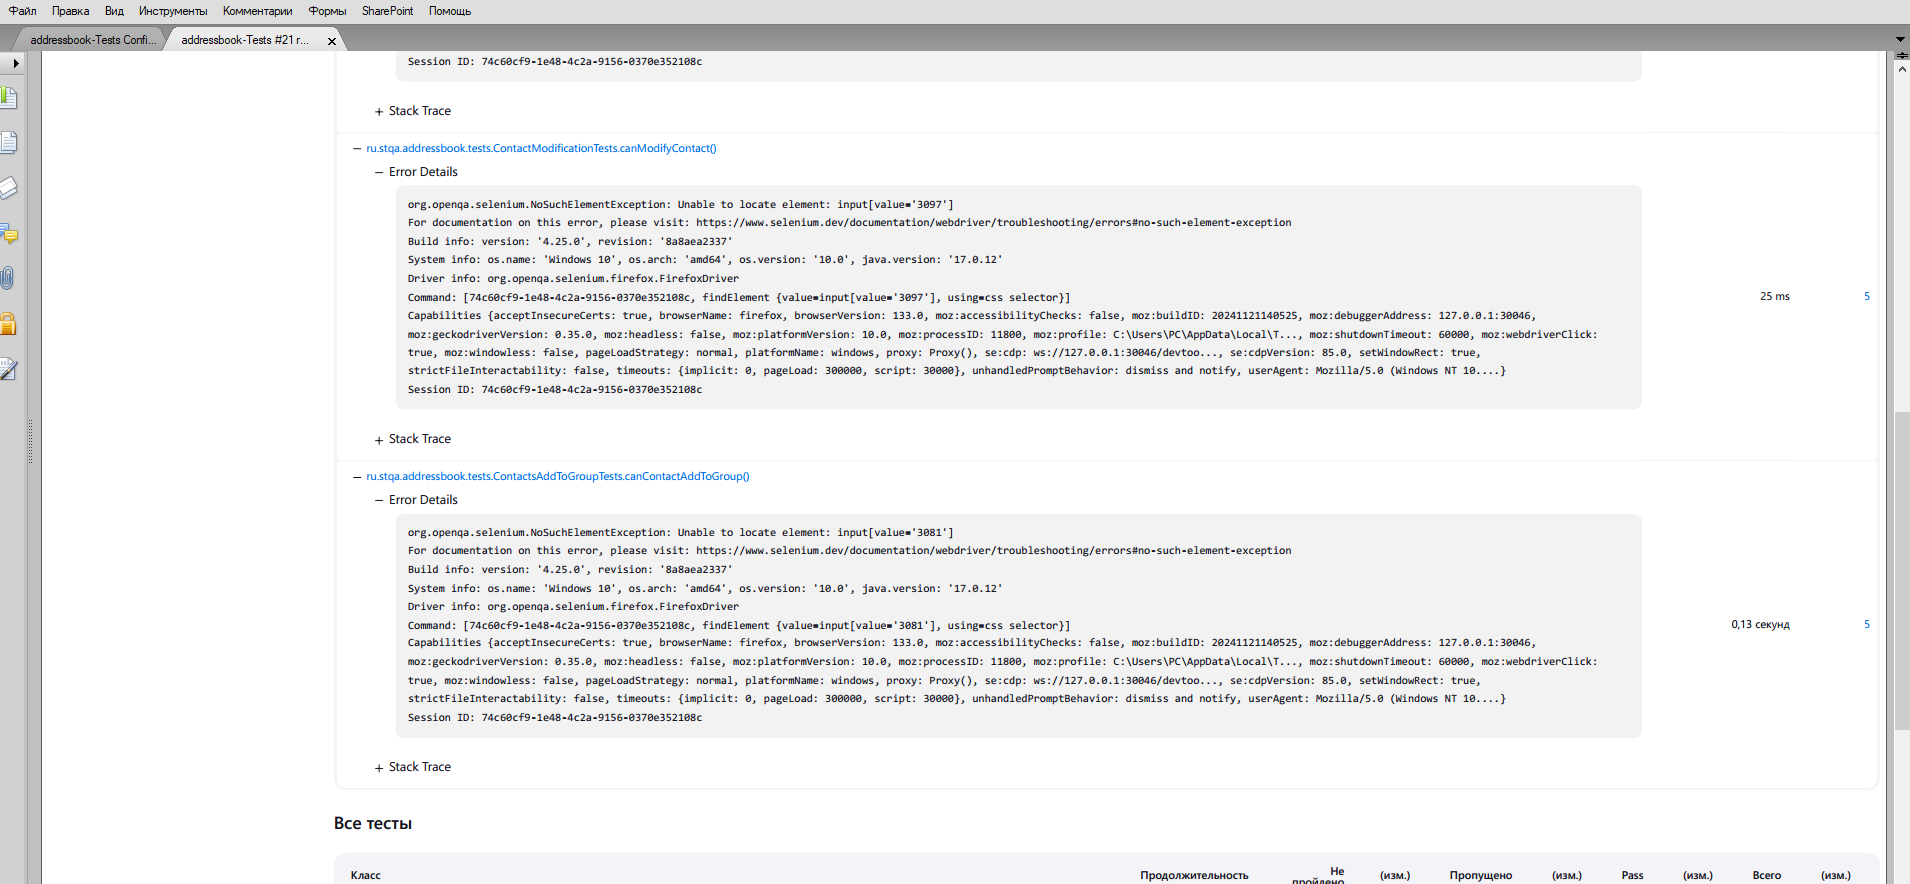 Файл Правка Вид Инструменты Комментарии Формы SharePoint Помощь
addressbook-Tests Confi... addressbook-Tests #21 r...
Session ID: 74c60cf9-1e48-4c2a-9156-0370e352108c
+ Stack Trace
− ru.stqa.addressbook.tests.ContactModificationTests.canModifyContact()
− Error Details
org.openqa.selenium.NoSuchElementException: Unable to locate element: input[value='3097']
For documentation on this error, please visit: https://www.selenium.dev/documentation/webdriver/troubleshooting/errors#no-such-element-exception
Build info: version: '4.25.0', revision: '8a8aea2337'
System info: os.name: 'Windows 10', os.arch: 'amd64', os.version: '10.0', java.version: '17.0.12'
Driver info: org.openqa.selenium.firefox.FirefoxDriver
Command: [74c60cf9-1e48-4c2a-9156-0370e352108c, findElement {value=input[value='3097'], using=css selector}]
Capabilities {acceptInsecureCerts: true, browserName: firefox, browserVersion: 133.0, moz:accessibilityChecks: false, moz:buildID: 20241121140525, moz:debuggerAddress: 127.0.0.1:30046,
moz:geckodriverVersion: 0.35.0, moz:headless: false, moz:platformVersion: 10.0, moz:processID: 11800, moz:profile: C:\Users\PC\AppData\Local\T..., moz:shutdownTimeout: 60000, moz:webdriverClick:
true, moz:windowless: false, pageLoadStrategy: normal, platformName: windows, proxy: Proxy(), se:cdp: ws://127.0.0.1:30046/devtoo..., se:cdpVersion: 85.0, setWindowRect: true,
strictFileInteractability: false, timeouts: {implicit: 0, pageLoad: 300000, script: 30000}, unhandledPromptBehavior: dismiss and notify, userAgent: Mozilla/5.0 (Windows NT 10....}
Session ID: 74c60cf9-1e48-4c2a-9156-0370e352108c
25 ms 5
+ Stack Trace
− ru.stqa.addressbook.tests.ContactsAddToGroupTests.canContactAddToGroup()
− Error Details
org.openqa.selenium.NoSuchElementException: Unable to locate element: input[value='3081']
For documentation on this error, please visit: https://www.selenium.dev/documentation/webdriver/troubleshooting/errors#no-such-element-exception
Build info: version: '4.25.0', revision: '8a8aea2337'
System info: os.name: 'Windows 10', os.arch: 'amd64', os.version: '10.0', java.version: '17.0.12'
Driver info: org.openqa.selenium.firefox.FirefoxDriver
Command: [74c60cf9-1e48-4c2a-9156-0370e352108c, findElement {value=input[value='3081'], using=css selector}]
Capabilities {acceptInsecureCerts: true, browserName: firefox, browserVersion: 133.0, moz:accessibilityChecks: false, moz:buildID: 20241121140525, moz:debuggerAddress: 127.0.0.1:30046,
moz:geckodriverVersion: 0.35.0, moz:headless: false, moz:platformVersion: 10.0, moz:processID: 11800, moz:profile: C:\Users\PC\AppData\Local\T..., moz:shutdownTimeout: 60000, moz:webdriverClick:
true, moz:windowless: false, pageLoadStrategy: normal, platformName: windows, proxy: Proxy(), se:cdp: ws://127.0.0.1:30046/devtoo..., se:cdpVersion: 85.0, setWindowRect: true,
strictFileInteractability: false, timeouts: {implicit: 0, pageLoad: 300000, script: 30000}, unhandledPromptBehavior: dismiss and notify, userAgent: Mozilla/5.0 (Windows NT 10....}
Session ID: 74c60cf9-1e48-4c2a-9156-0370e352108c
0,13 секунд 5
+ Stack Trace
Все тесты
Класс Продолжительность Не пройдено (изм.) Пропущено (изм.) Pass (изм.) Всего (изм.)